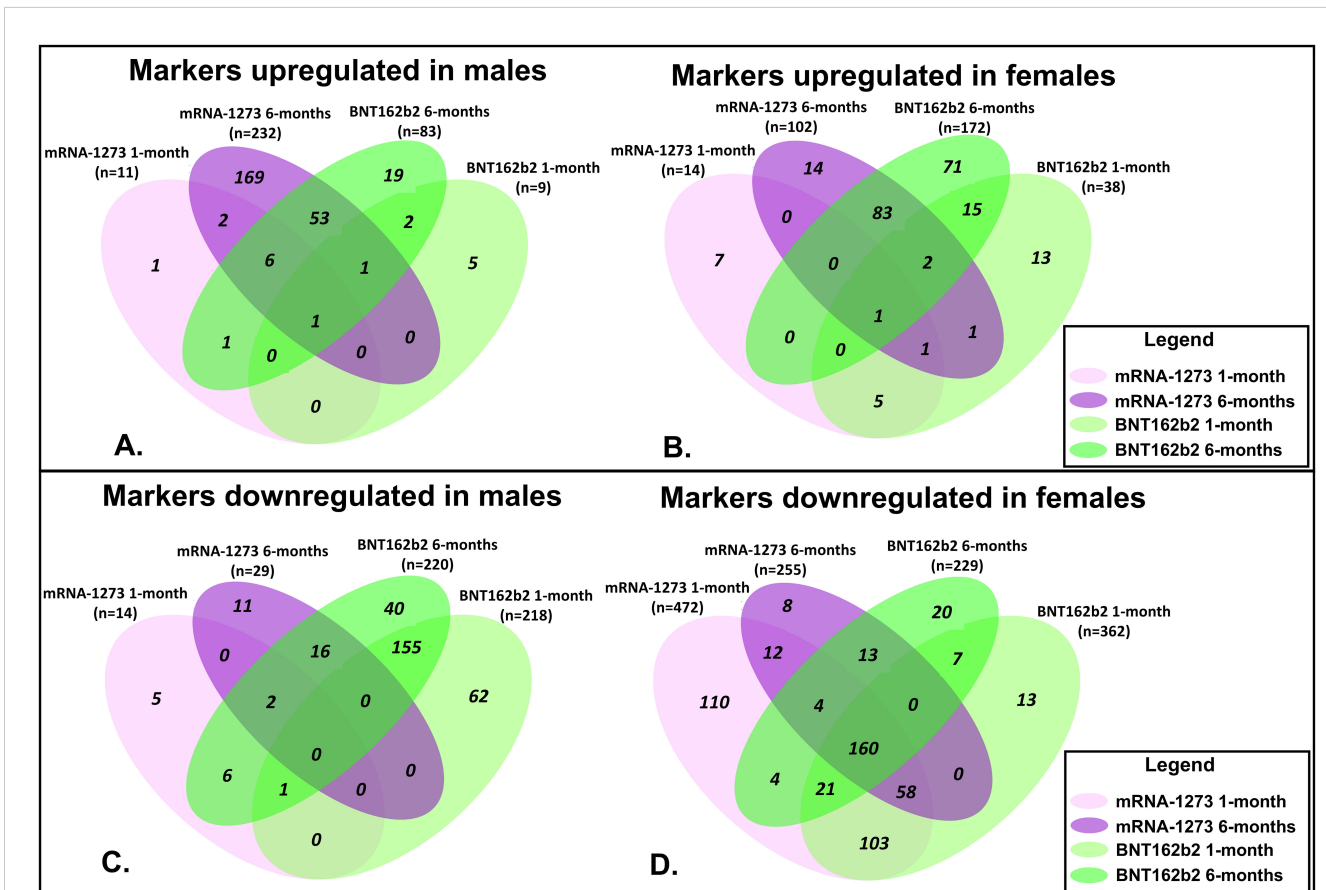 Markers upregulated in males
mRNA-1273 6-months
(n=232)
BNT162b2 6-months
(n=83)
mRNA-1273 1-month
(n=11)
BNT162b2 1-month
(n=9)
169
19
2
53
2
1
6
1
5
1
1
0
0
0
0
A.
Markers upregulated in females
mRNA-1273 6-months
(n=102)
BNT162b2 6-months
(n=172)
mRNA-1273 1-month
(n=14)
BNT162b2 1-month
(n=38)
14
71
0
83
15
7
0
2
13
1
0
0
1
1
5
B.
Legend
mRNA-1273 1-month
mRNA-1273 6-months
BNT162b2 1-month
BNT162b2 6-months
Markers downregulated in males
mRNA-1273 6-months
(n=29)
BNT162b2 6-months
(n=220)
mRNA-1273 1-month
(n=14)
BNT162b2 1-month
(n=218)
11
40
0
16
155
5
2
0
62
0
6
1
0
0
0
C.
Markers downregulated in females
mRNA-1273 6-months
(n=255)
BNT162b2 6-months
(n=229)
mRNA-1273 1-month
(n=472)
BNT162b2 1-month
(n=362)
8
20
12
13
7
110
4
0
13
160
4
21
58
0
103
D.
Legend
mRNA-1273 1-month
mRNA-1273 6-months
BNT162b2 1-month
BNT162b2 6-months